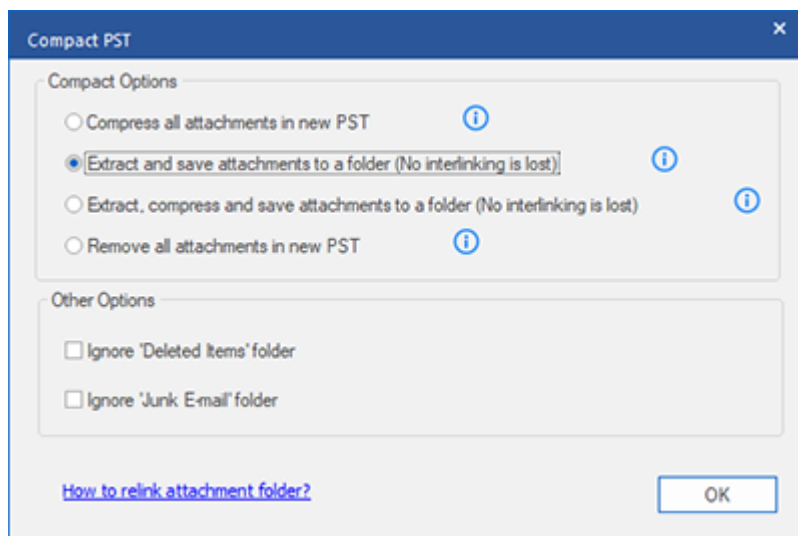 Compact PST
Compact Options
Compress all attachments in new PST
Extract and save attachments to a folder (No interlinking is lost)
Extract, compress and save attachments to a folder (No interlinking is lost)
Remove all attachments in new PST
Other Options
Ignore 'Deleted Items' folder
Ignore 'Junk E-mail' folder
How to relink attachment folder?
OK